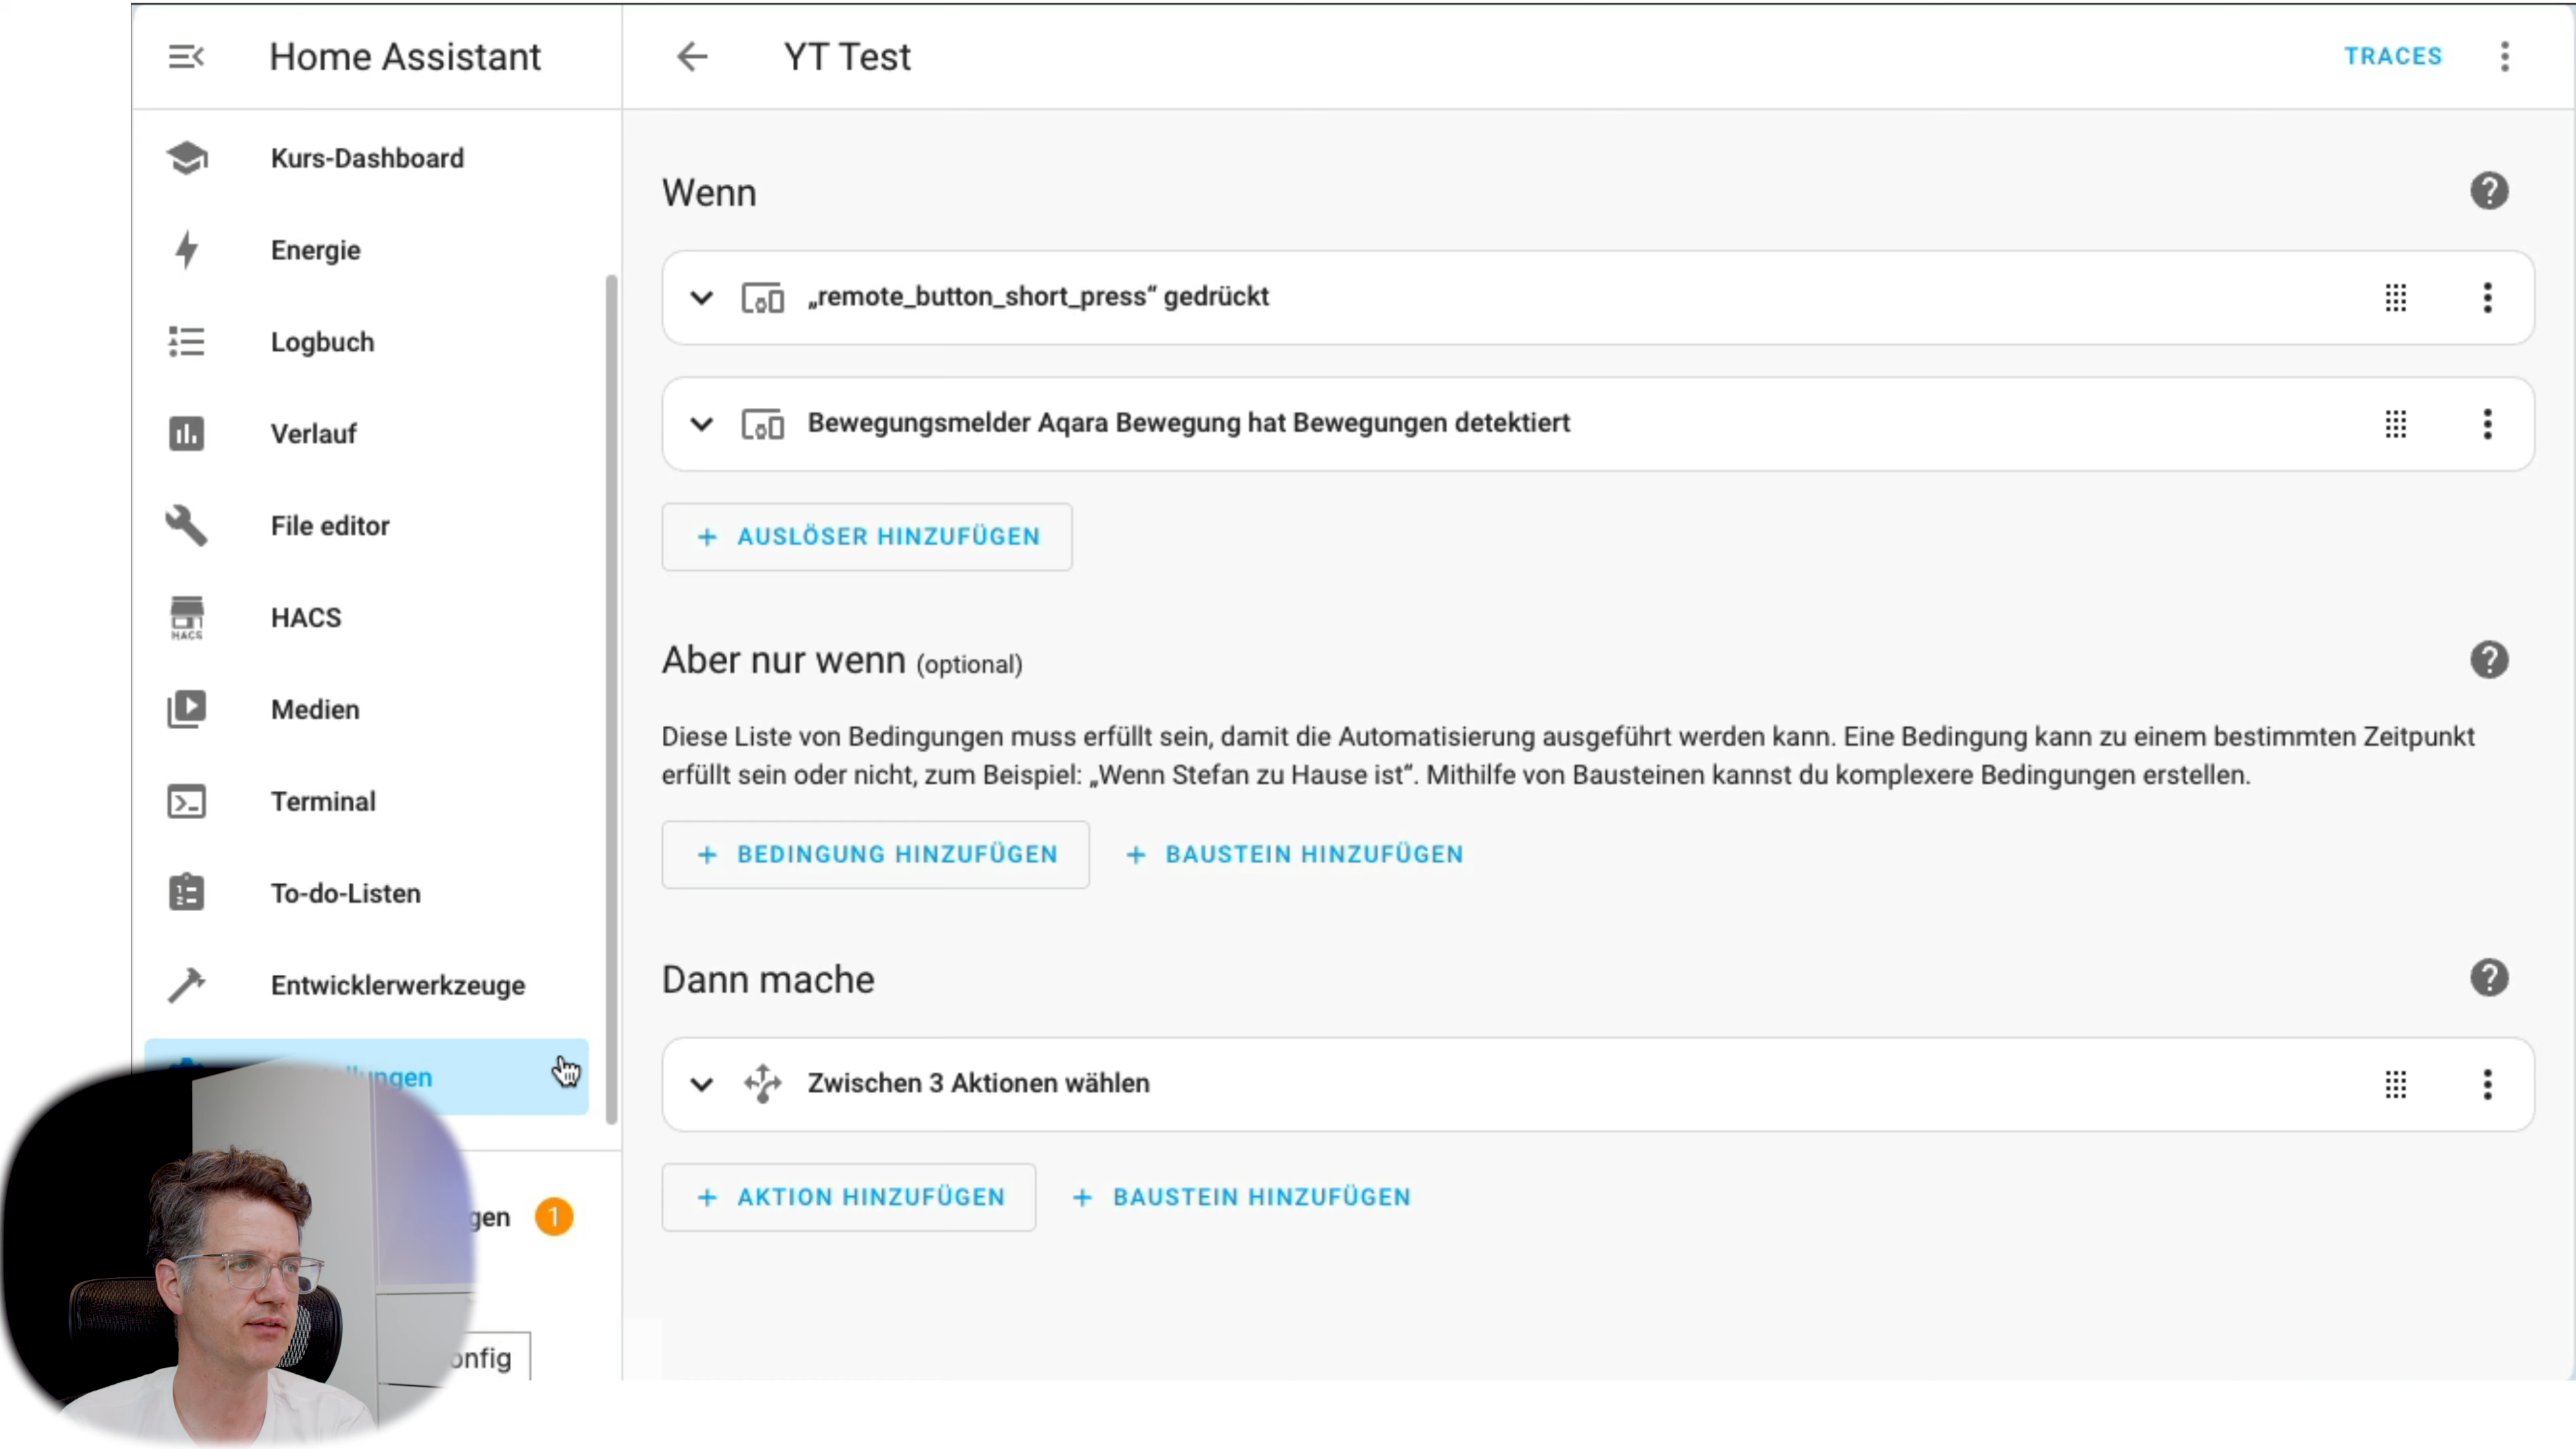 Home Assistant
YT Test
TRACES
Kurs-Dashboard
Energie
Logbuch
Verlauf
File editor
HACS
HACS
Medien
Terminal
To-do-Listen
Entwicklerwerkzeuge
1
Wenn
„remote_button_short_press“ gedrückt
Bewegungsmelder Aqara Bewegung hat Bewegungen detektiert
+ AUSLÖSER HINZUFÜGEN
Aber nur wenn (optional)
Diese Liste von Bedingungen muss erfüllt sein, damit die Automatisierung ausgeführt werden kann. Eine Bedingung kann zu einem bestimmten Zeitpunkt
erfüllt sein oder nicht, zum Beispiel: „Wenn Stefan zu Hause ist“. Mithilfe von Bausteinen kannst du komplexere Bedingungen erstellen.
+ BEDINGUNG HINZUFÜGEN + BAUSTEIN HINZUFÜGEN
Dann mache
Zwischen 3 Aktionen wählen
+ AKTION HINZUFÜGEN + BAUSTEIN HINZUFÜGEN